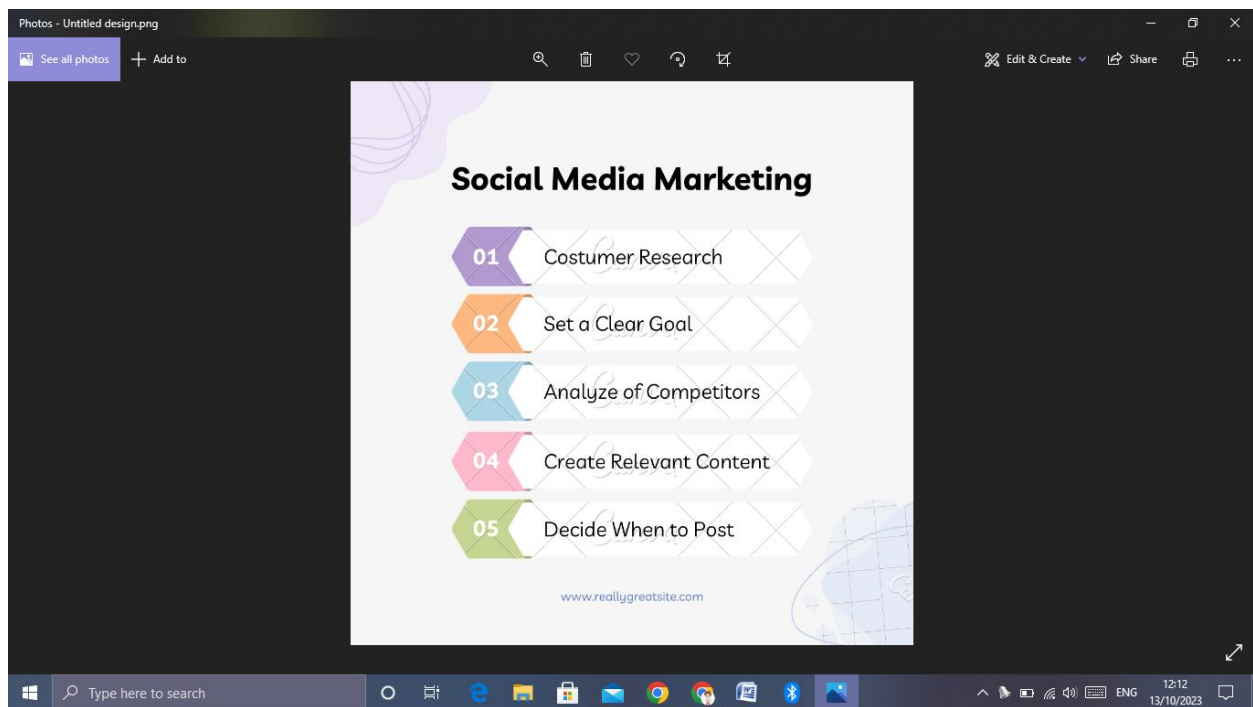 Photos - Untitled design.png
See all photos
Add to
Edit & Create
Share
Social Media Marketing
01
Costumer Research
02
Set a Clear Goal
03
Analyze of Competitors
04
Create Relevant Content
05
Decide When to Post
www.reallygreatsite.com
Type here to search
ENG
12:12
13/10/2023